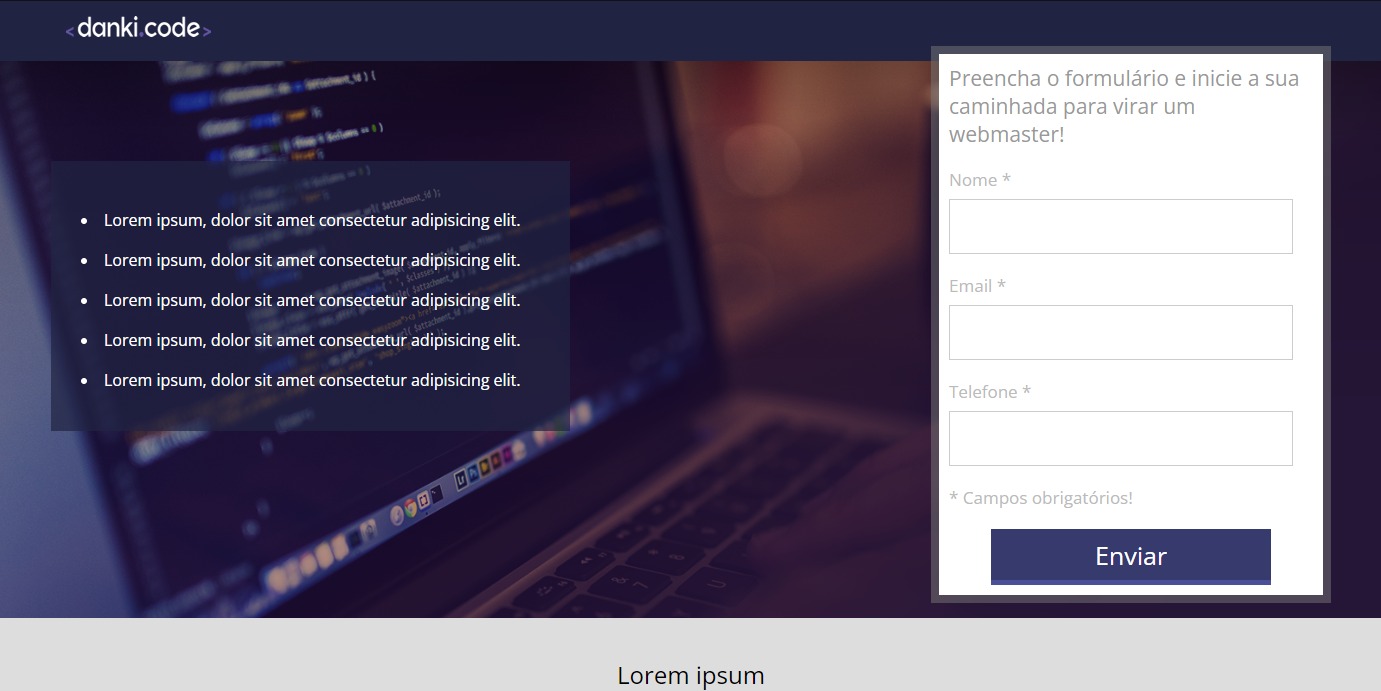 <danki.code>
Lorem ipsum, dolor sit amet consectetur adipisicing elit.
Lorem ipsum, dolor sit amet consectetur adipisicing elit.
Lorem ipsum, dolor sit amet consectetur adipisicing elit.
Lorem ipsum, dolor sit amet consectetur adipisicing elit.
Lorem ipsum, dolor sit amet consectetur adipisicing elit.
Preencha o formulário e inicie a sua
caminhada para virar um
webmaster!
Nome *
Email *
Telefone *
* Campos obrigatórios!
Enviar
Lorem ipsum